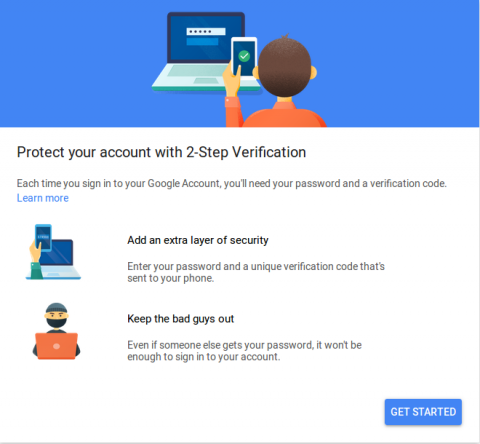 Protect your account with 2-Step Verification
Each time you sign in to your Google Account, you'll need your password and a verification code.
Learn more
Add an extra layer of security
Enter your password and a unique verification code that's
sent to your phone.
Keep the bad guys out
Even if someone else gets your password, it won't be
enough to sign in to your account.
GET STARTED